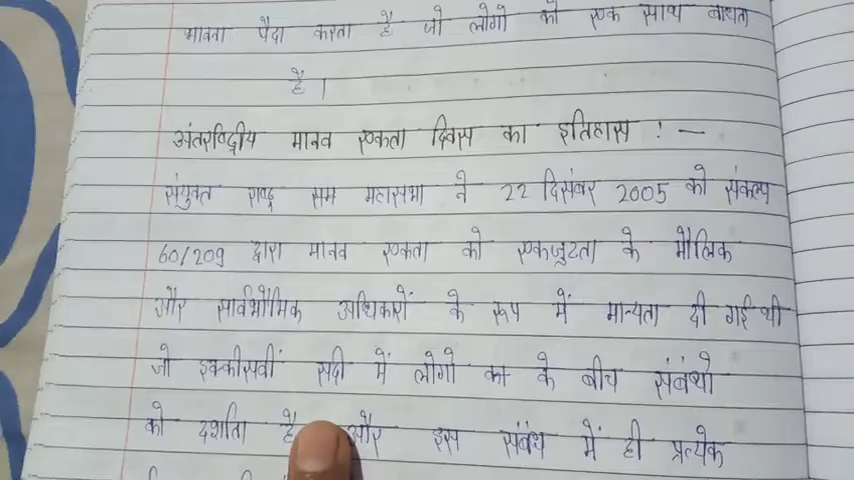 भावना पैदा करता है जो लोगो को एक साथ बांधता
है।
अंतर्राष्ट्रीय मानव एकता दिवस का इतिहास : —
संयुक्त राष्ट्र सम महासभा ने 22 दिसंबर 2005 को संकल्प
60/209 द्वारा मानव एकता को एकजुटता के मौलिक
और सार्वभौमिक अधिकारों के रूप में मान्यता दी गई थी
जो इक्कीसवीं सदी में लोगो का के बीच संबंधो
को दर्शाता है और इस संबंध में ही प्रत्येक